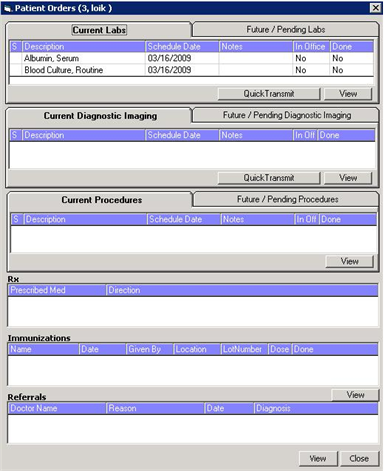 Patient Orders (3, loik )
Current Labs Future / Pending Labs
S Description Schedule Date Notes In Office Done
Albumin, Serum 03/16/2009 No No
Blood Culture, Routine 03/16/2009 No No
QuickTransmit View
Current Diagnostic Imaging Future / Pending Diagnostic Imaging
S Description Schedule Date Notes In Off Done
QuickTransmit View
Current Procedures Future / Pending Procedures
S Description Schedule Date Notes In Off Done
View
Rx
Prescribed Med Direction
Immunizations
Name Date Given By Location LotNumber Dose Done
View
Referrals
Doctor Name Reason Date Diagnosis
View Close